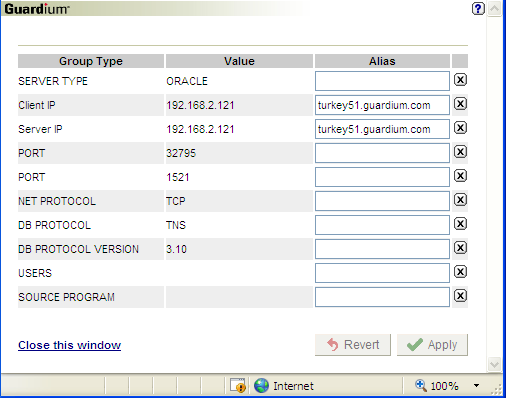 Guardium™
?
Group Type Value Alias
SERVER TYPE ORACLE X
Client IP 192.168.2.121 turkey51.guardium.com X
Server IP 192.168.2.121 turkey51.guardium.com X
PORT 32795 X
PORT 1521 X
NET PROTOCOL TCP X
DB PROTOCOL TNS X
DB PROTOCOL VERSION 3.10 X
USERS X
SOURCE PROGRAM X
Close this window Revert Apply
Internet 100%